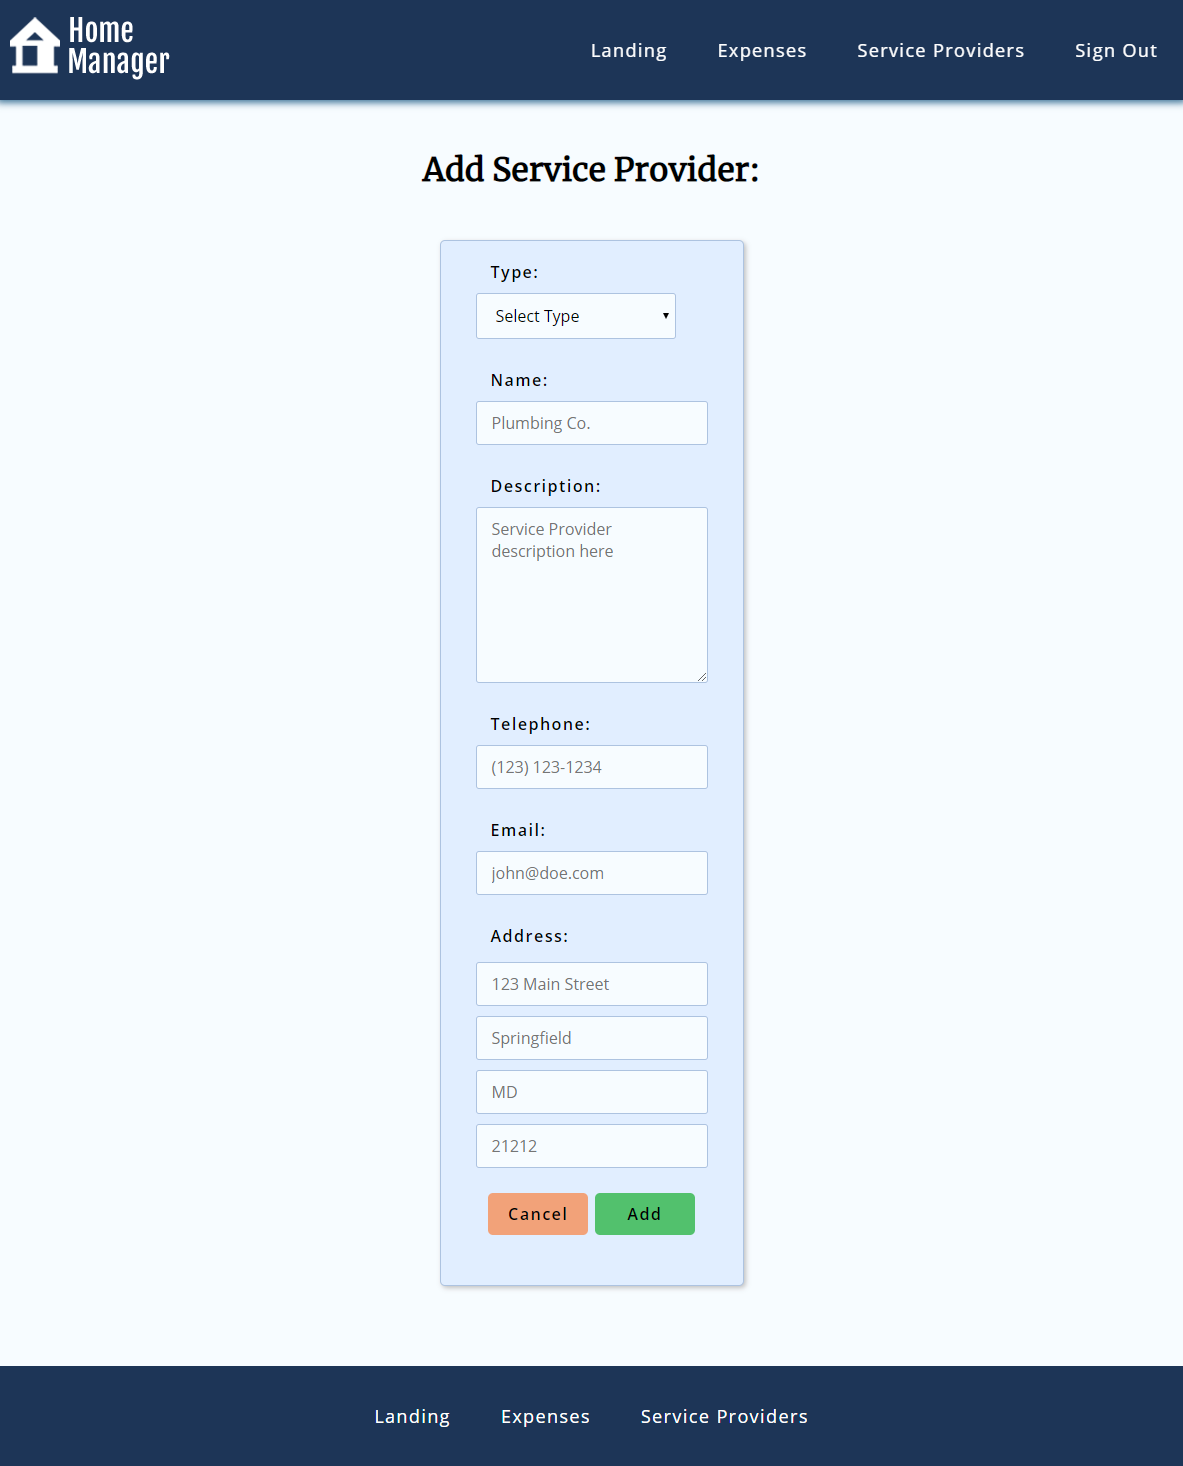 Home
Manager
Landing
Expenses
Service Providers
Sign Out
Add Service Provider:
Type:
Select Type
Name:
Plumbing Co.
Description:
Service Provider
description here
Telephone:
(123) 123-1234
Email:
john@doe.com
Address:
123 Main Street
Springfield
MD
21212
Cancel
Add
Landing
Expenses
Service Providers